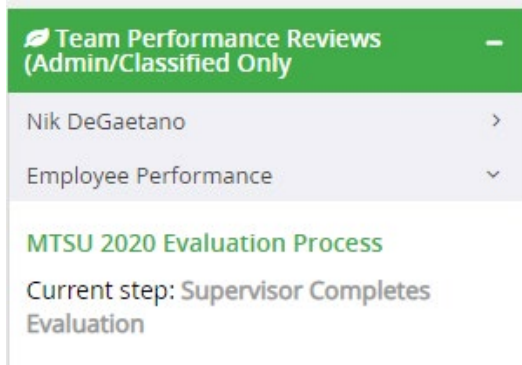 Team Performance Reviews
(Admin/Classified Only
Nik DeGaetano
Employee Performance
MTSU 2020 Evaluation Process
Current step: Supervisor Completes
Evaluation